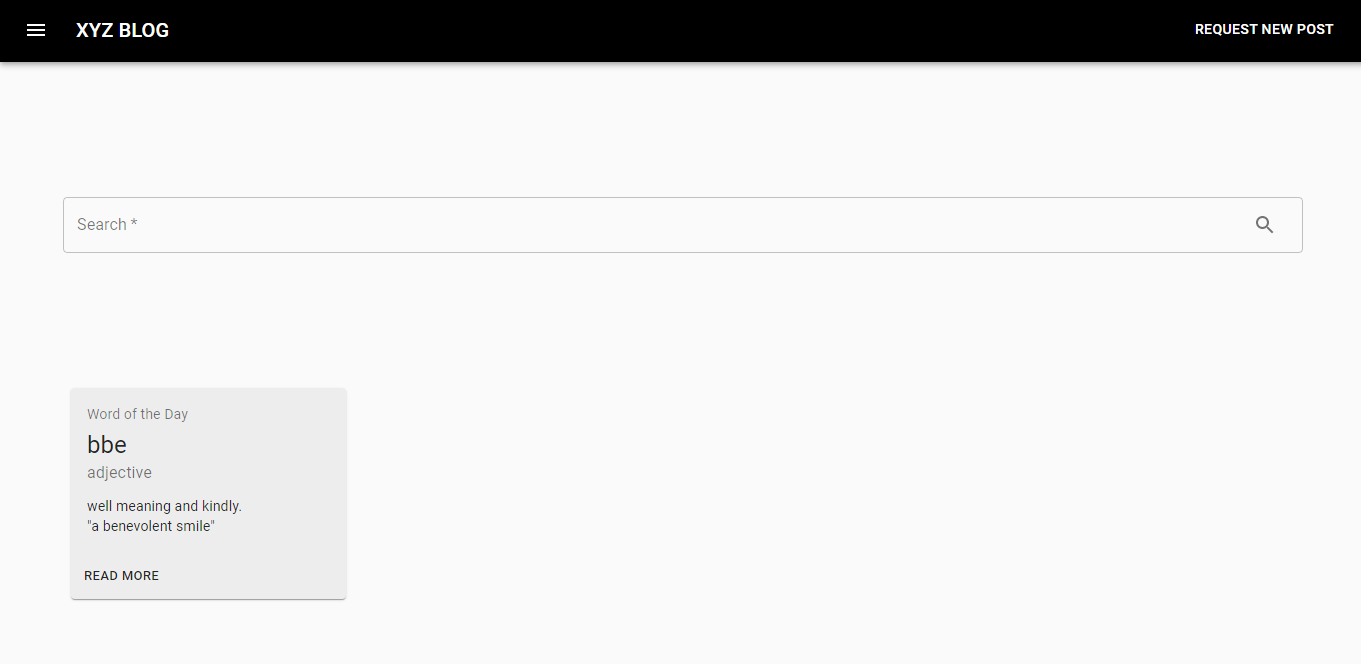 XYZ BLOG
REQUEST NEW POST
Search *
Word of the Day
bbe
adjective
well meaning and kindly.
"a benevolent smile"
READ MORE